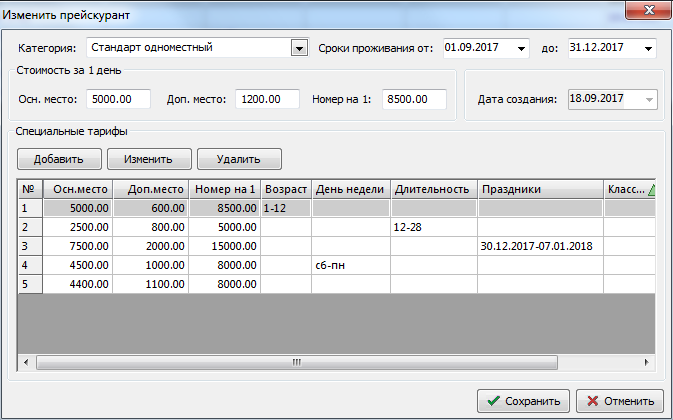 Изменить прейскурант
Категория: Стандарт одноместный Сроки проживания от: 01.09.2017 до: 31.12.2017
Стоимость за 1 день
Осн. место: 5000.00 Доп. место: 1200.00 Номер на 1: 8500.00 Дата создания: 18.09.2017
Специальные тарифы
Добавить Изменить Удалить
№ Осн.место Доп.место Номер на 1 Возраст День недели Длительность Праздники Класс...
1 5000.00 600.00 8500.00 1-12
2 2500.00 800.00 5000.00 12-28
3 7500.00 2000.00 15000.00 30.12.2017-07.01.2018
4 4500.00 1000.00 8000.00 сб-пн
5 4400.00 1100.00 8000.00
Сохранить Отменить